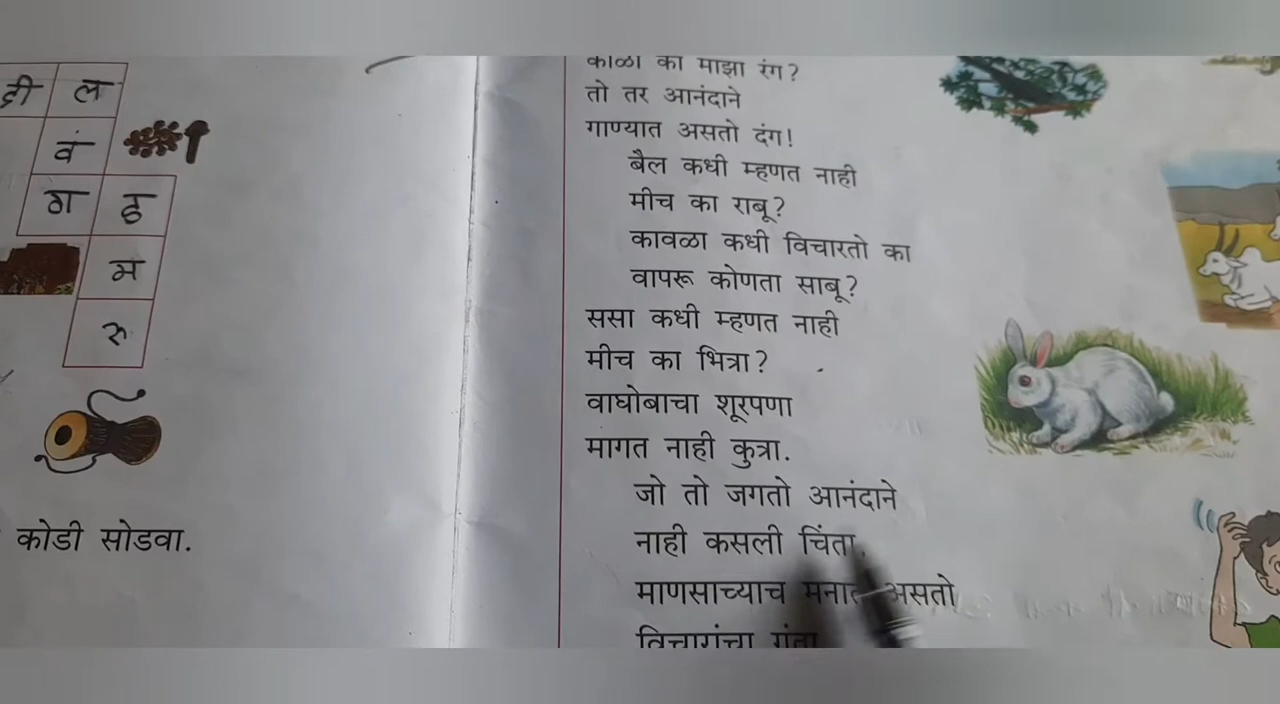 ही ल
वं
ग ढ
म
रु
कोडी सोडवा.
काळा का माझा रंग?
तो तर आनंदाने
गाण्यात असतो दंग!
बैल कधी म्हणत नाही
मीच का राबू?
कावळा कधी विचारतो का
वापरू कोणता साबू?
ससा कधी म्हणत नाही
मीच का भित्रा?
वाघोबाचा शूरपणा
मागत नाही कुत्रा.
जो तो जगतो आनंदाने
नाही कसली चिंता.
माणसाच्याच मनात असतो
विचारांचा गुंता